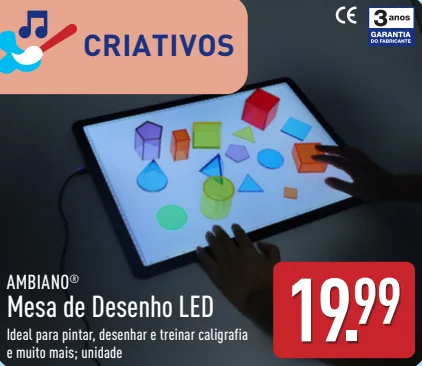 CRIATIVOS
CE
3 anos
GARANTIA
DO FABRICANTE
AMBIANO®
Mesa de Desenho LED
Ideal para pintar, desenhar e treinar caligrafia
e muito mais; unidade
19.99